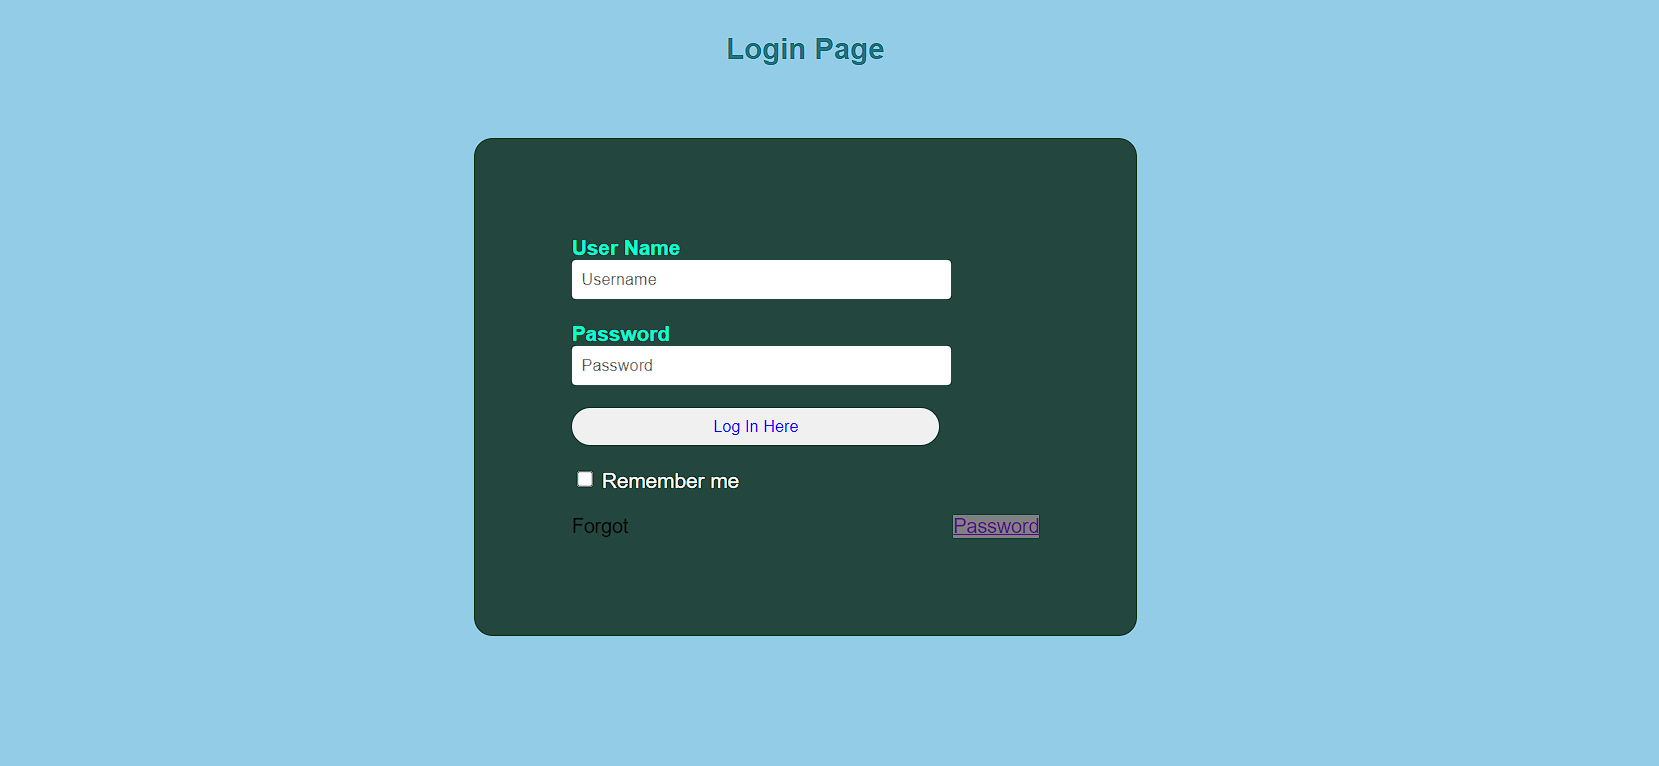 Login Page
User Name
Username
Password
Password
Log In Here
Remember me
Forgot Password